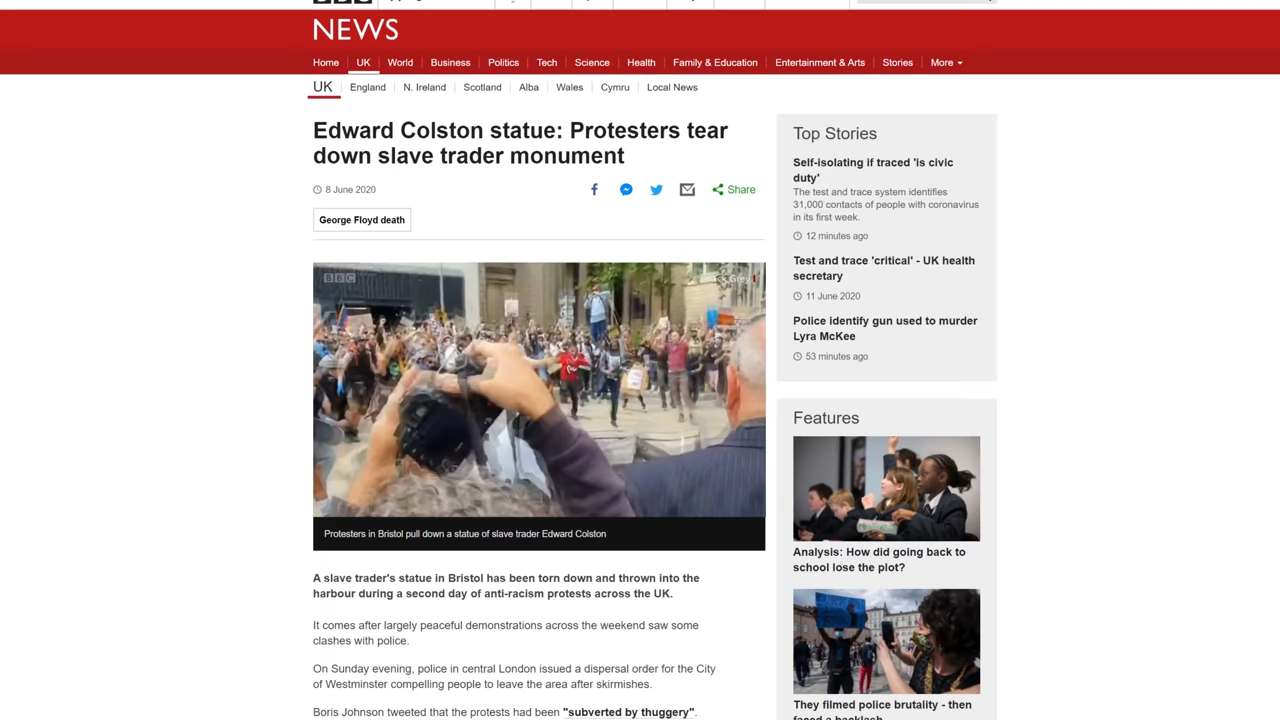 NEWS
Home
UK
World
Business
Politics
Tech
Science
Health
Family & Education
Entertainment & Arts
Stories
More
UK
England
N. Ireland
Scotland
Alba
Wales
Cymru
Local News
Edward Colston statue: Protesters tear
down slave trader monument
8 June 2020
Share
George Floyd death
BBC
Grey
Protesters in Bristol pull down a statue of slave trader Edward Colston
A slave trader's statue in Bristol has been torn down and thrown into the
harbour during a second day of anti-racism protests across the UK.
It comes after largely peaceful demonstrations across the weekend saw some
clashes with police.
On Sunday evening, police in central London issued a dispersal order for the City
of Westminster compelling people to leave the area after skirmishes.
Boris Johnson tweeted that the protests had been "subverted by thuggery".
Top Stories
Self-isolating if traced 'is civic
duty'
The test and trace system identifies
31,000 contacts of people with coronavirus
in its first week.
12 minutes ago
Test and trace 'critical' - UK health
secretary
11 June 2020
Police identify gun used to murder
Lyra McKee
53 minutes ago
Features
Analysis: How did going back to
school lose the plot?
They filmed police brutality - then
faced a backlash